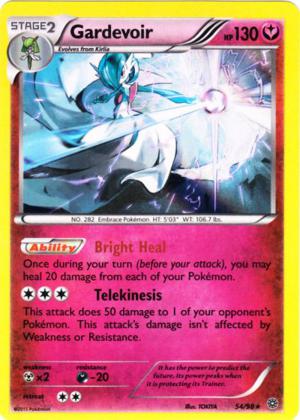 STAGE2
Gardevoir
HP130
Evolves from Kirlia
NO. 282 Embrace Pokémon HT: 5'03" WT: 106.7 lbs.
Ability Bright Heal
Once during your turn (before your attack), you may
heal 20 damage from each of your Pokémon.
Telekinesis
This attack does 50 damage to 1 of your opponent's
Pokémon. This attack's damage isn't affected by
Weakness or Resistance.
weakness resistance
×2 -20
It has the power to predict the future. Its power peaks when it
is protecting its Trainer.
retreat
©2015 Pokémon
Illus. TOKIYA
54/98